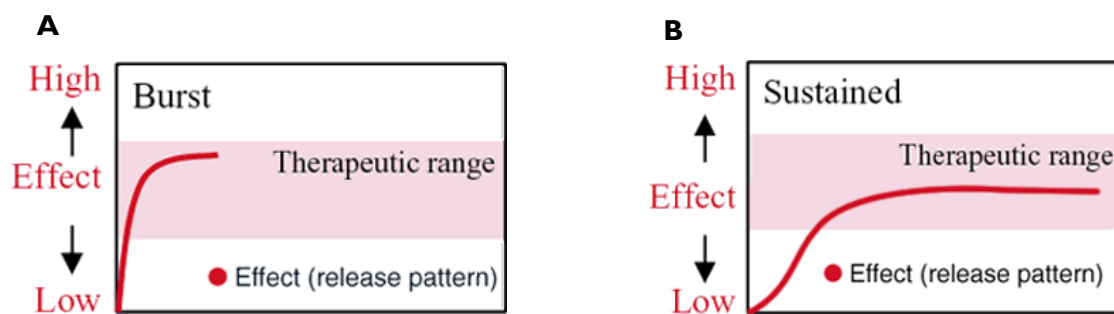 A
High
Burst
Therapeutic range
Effect
Effect (release pattern)
Low
B
High
Sustained
Therapeutic range
Effect
Effect (release pattern)
Low